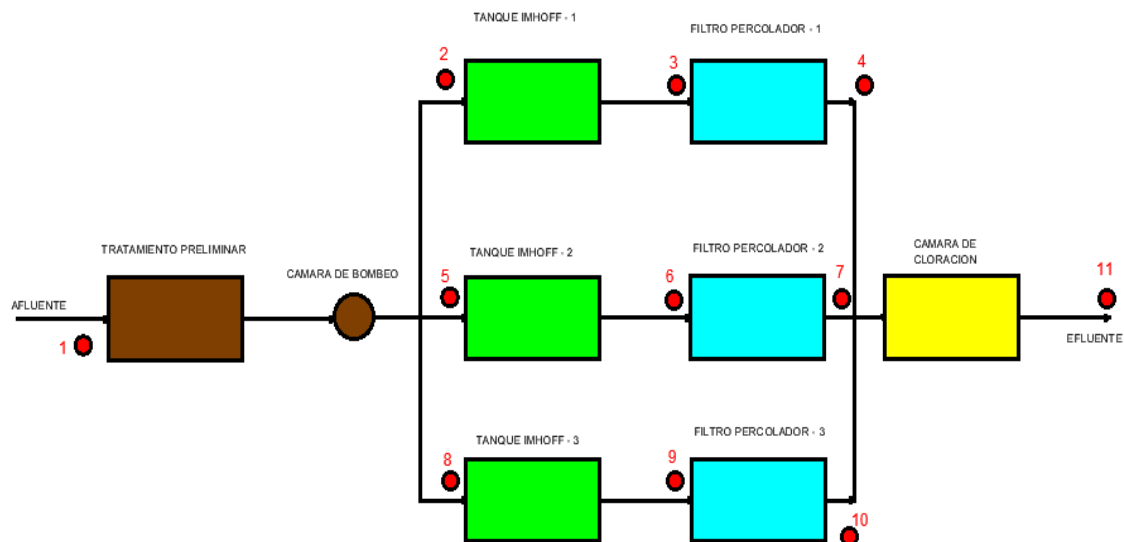 TANQUE IMHOFF - 1
FILTRO PERCOLADOR - 1
2
3
4
TRATAMIENTO PRELIMINAR
CAMARA DE BOMBEO
TANQUE IMHOFF - 2
FILTRO PERCOLADOR - 2
CAMARA DE
CLORACION
AFLUENTE
1
5
6
7
11
EFLUENTE
TANQUE IMHOFF - 3
FILTRO PERCOLADOR - 3
8
9
10